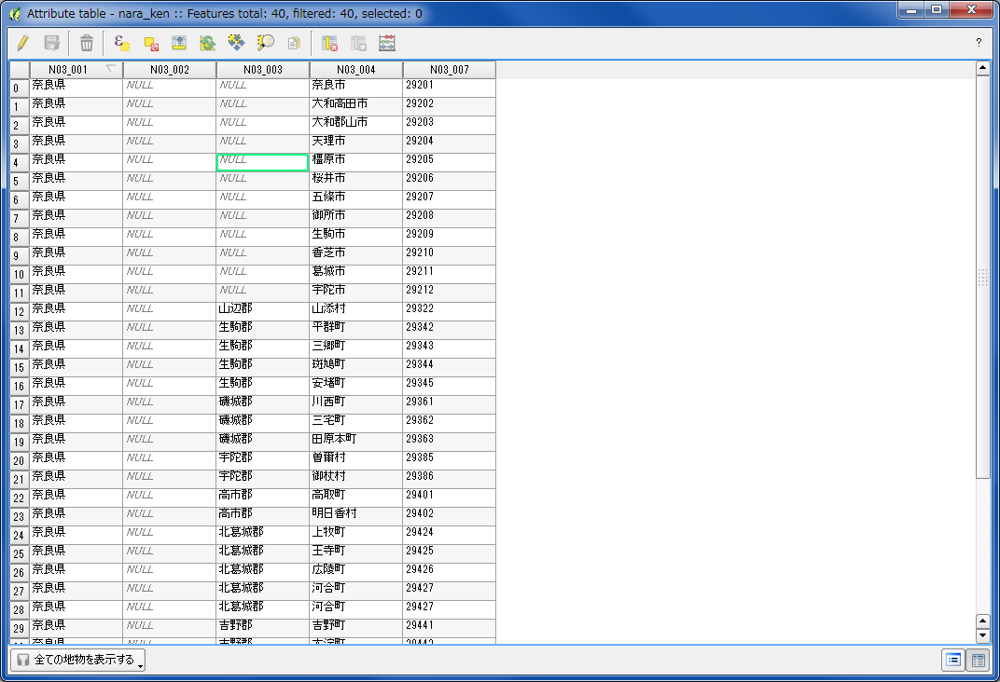 Attribute table - nara_ken :: Features total: 40, filtered: 40, selected: 0
?
N03_001 N03_002 N03_003 N03_004 N03_007
0 奈良県 NULL NULL 奈良市 29201
1 奈良県 NULL NULL 大和高田市 29202
2 奈良県 NULL NULL 大和郡山市 29203
3 奈良県 NULL NULL 天理市 29204
4 奈良県 NULL NULL 橿原市 29205
5 奈良県 NULL NULL 桜井市 29206
6 奈良県 NULL NULL 五條市 29207
7 奈良県 NULL NULL 御所市 29208
8 奈良県 NULL NULL 生駒市 29209
9 奈良県 NULL NULL 香芝市 29210
10 奈良県 NULL NULL 葛城市 29211
11 奈良県 NULL NULL 宇陀市 29212
12 奈良県 NULL 山辺郡 山添村 29322
13 奈良県 NULL 生駒郡 平群町 29342
14 奈良県 NULL 生駒郡 三郷町 29343
15 奈良県 NULL 生駒郡 斑鳩町 29344
16 奈良県 NULL 生駒郡 安堵町 29345
17 奈良県 NULL 磯城郡 川西町 29361
18 奈良県 NULL 磯城郡 三宅町 29362
19 奈良県 NULL 磯城郡 田原本町 29363
20 奈良県 NULL 宇陀郡 曽爾村 29385
21 奈良県 NULL 宇陀郡 御杖村 29386
22 奈良県 NULL 高市郡 高取町 29401
23 奈良県 NULL 高市郡 明日香村 29402
24 奈良県 NULL 北葛城郡 上牧町 29424
25 奈良県 NULL 北葛城郡 王寺町 29425
26 奈良県 NULL 北葛城郡 広陵町 29426
27 奈良県 NULL 北葛城郡 河合町 29427
28 奈良県 NULL 北葛城郡 河合町 29427
29 奈良県 NULL 吉野郡 吉野町 29441
全ての地物を表示する